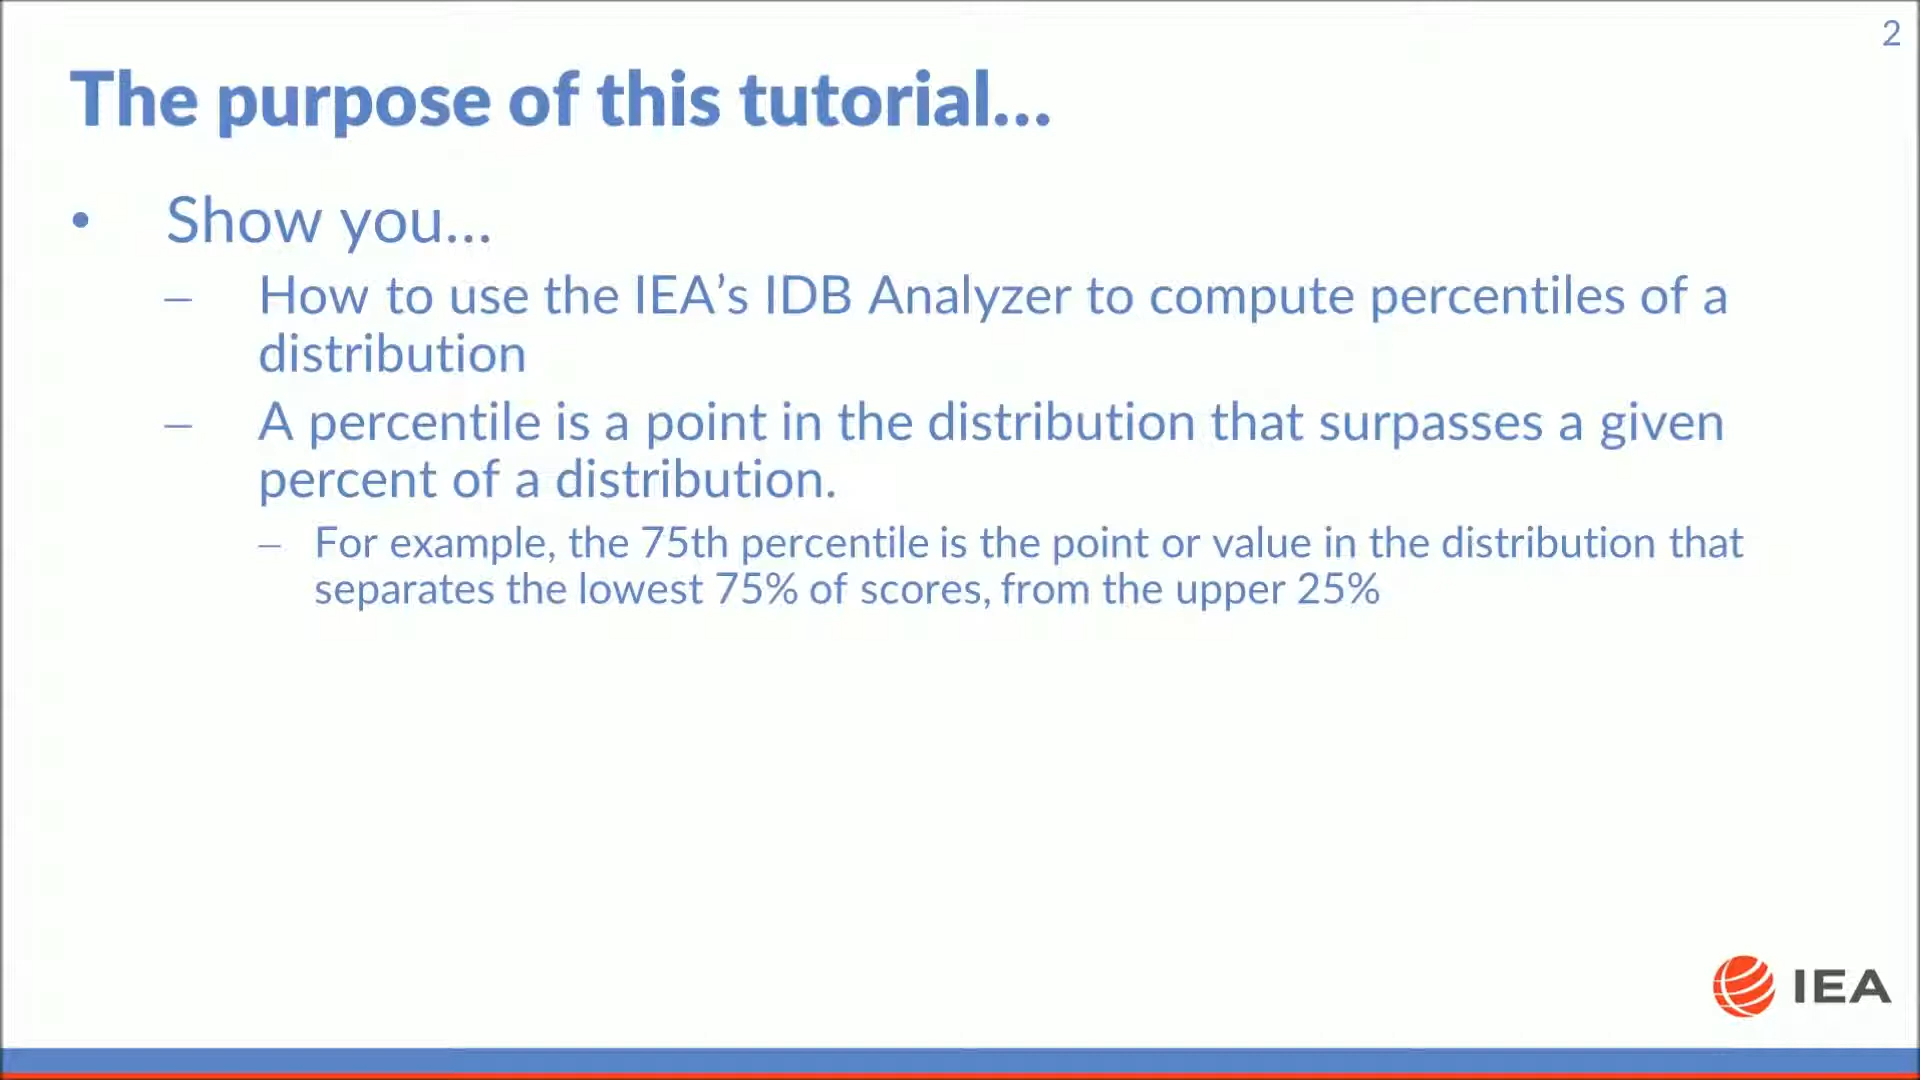 2
The purpose of this tutorial...
• Show you...
– How to use the IEA’s IDB Analyzer to compute percentiles of a
distribution
– A percentile is a point in the distribution that surpasses a given
percent of a distribution.
– For example, the 75th percentile is the point or value in the distribution that
separates the lowest 75% of scores, from the upper 25%
IEA